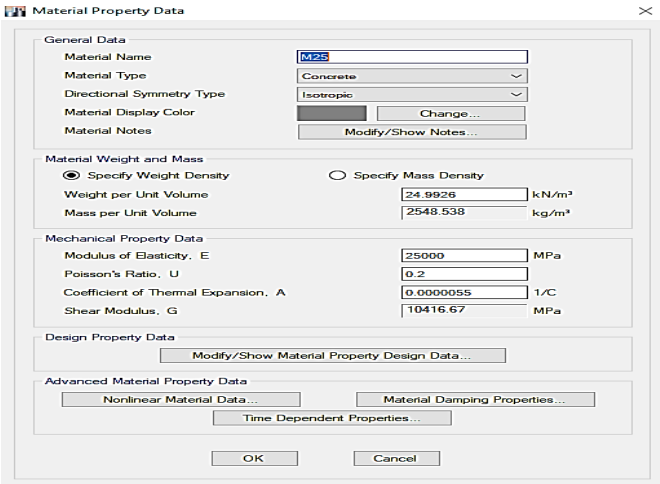 Material Property Data
General Data
Material Name M25
Material Type Concrete
Directional Symmetry Type Isotropic
Material Display Color Change...
Material Notes Modify/Show Notes...
Material Weight and Mass
Specify Weight Density Specify Mass Density
Weight per Unit Volume 24.9926 kN/m³
Mass per Unit Volume 2548.538 kg/m³
Mechanical Property Data
Modulus of Elasticity, E 25000 MPa
Poisson's Ratio, U 0.2
Coefficient of Thermal Expansion, A 0.0000055 1/C
Shear Modulus, G 10416.67 MPa
Design Property Data
Modify/Show Material Property Design Data...
Advanced Material Property Data
Nonlinear Material Data... Material Damping Properties...
Time Dependent Properties...
OK Cancel